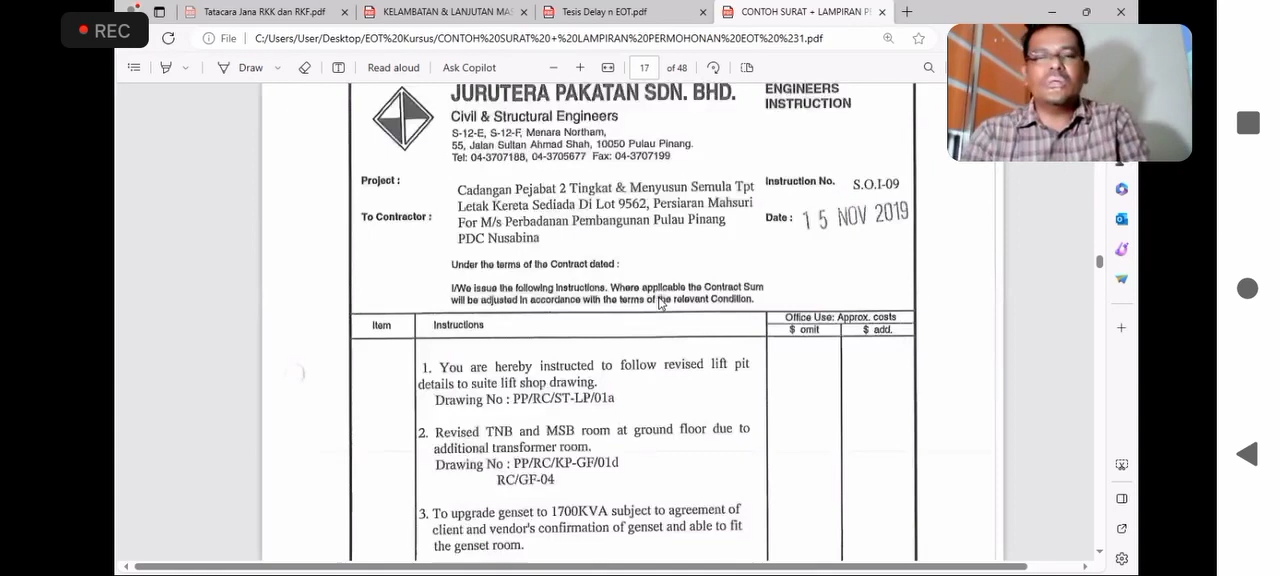 REC
Tatacara Jana RKK dan RKF.pdf
KELAMBATAN & LANJUTAN MAS
Tesis Delay n EOT.pdf
CONTOH SURAT + LAMPIRAN PE
File
C:/Users/User/Desktop/EOT%20Kursus/CONTOH%20SURAT%20+%20LAMPIRAN%20PERMOHONAN%20EOT%20%231.pdf
Draw
Read aloud
Ask Copilot
17 of 48
JURUTERA PAKATAN SDN. BHD.
Civil & Structural Engineers
S-12-E, S-12-F, Menara Northam,
55, Jalan Sultan Ahmad Shah, 10050 Pulau Pinang.
Tel: 04-3707188, 04-3705677 Fax: 04-3707199
ENGINEERS
INSTRUCTION
Project :
Cadangan Pejabat 2 Tingkat & Menyusun Semula Tpt
Letak Kereta Sediada Di Lot 9562, Persiaran Mahsuri
To Contractor :
For M/s Perbadanan Pembangunan Pulau Pinang
PDC Nusabina
Instruction No. S.O.I-09
Date : 15 NOV 2019
Under the terms of the Contract dated :
I/We issue the following instructions. Where applicable the Contract Sum
will be adjusted in accordance with the terms of the relevant Condition.
Item
Instructions
Office Use: Approx. costs
$ omit
$ add.
1. You are hereby instructed to follow revised lift pit
details to suite lift shop drawing.
Drawing No : PP/RC/ST-LP/01a
2. Revised TNB and MSB room at ground floor due to
additional transformer room.
Drawing No : PP/RC/KP-GF/01d
RC/GF-04
3. To upgrade genset to 1700KVA subject to agreement of
client and vendor's confirmation of genset and able to fit
the genset room.